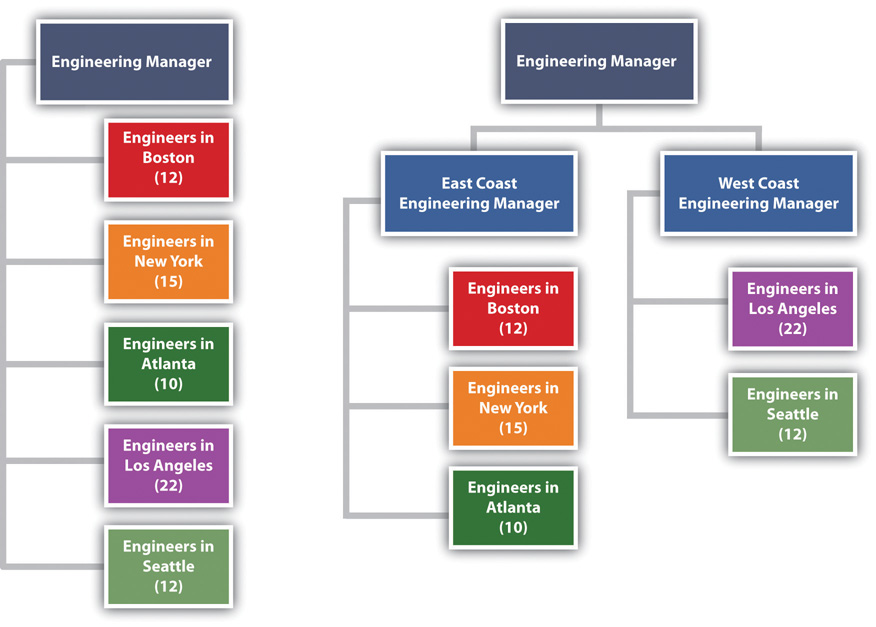 Engineering Manager
Engineers in
Boston
(12)
Engineers in
New York
(15)
Engineers in
Atlanta
(10)
Engineers in
Los Angeles
(22)
Engineers in
Seattle
(12)
Engineering Manager
East Coast
Engineering Manager
Engineers in
Boston
(12)
Engineers in
New York
(15)
Engineers in
Atlanta
(10)
West Coast
Engineering Manager
Engineers in
Los Angeles
(22)
Engineers in
Seattle
(12)